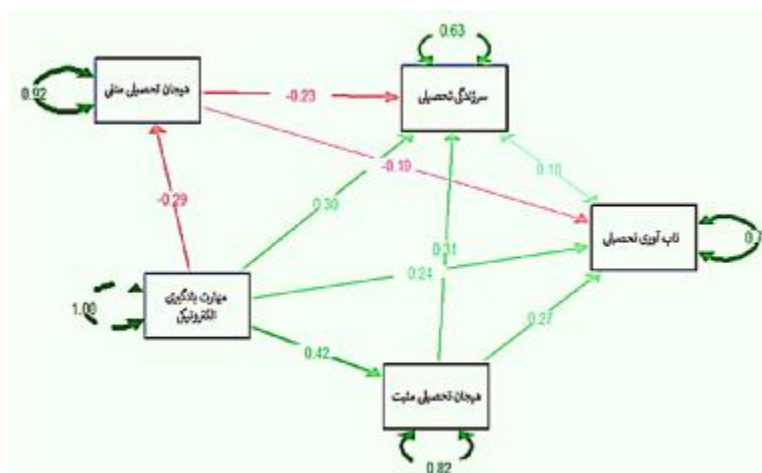 0.63
سرزندگی تحصیلی
هیجان تحصیلی منفی
0.92
-0.23
-0.19
0.18
-0.29
0.30
تاب آوری تحصیلی
0.31
0.24
مهارت یادگیری
الکترونیکی
1.00
0.27
0.42
هیجان تحصیلی مثبت
0.82